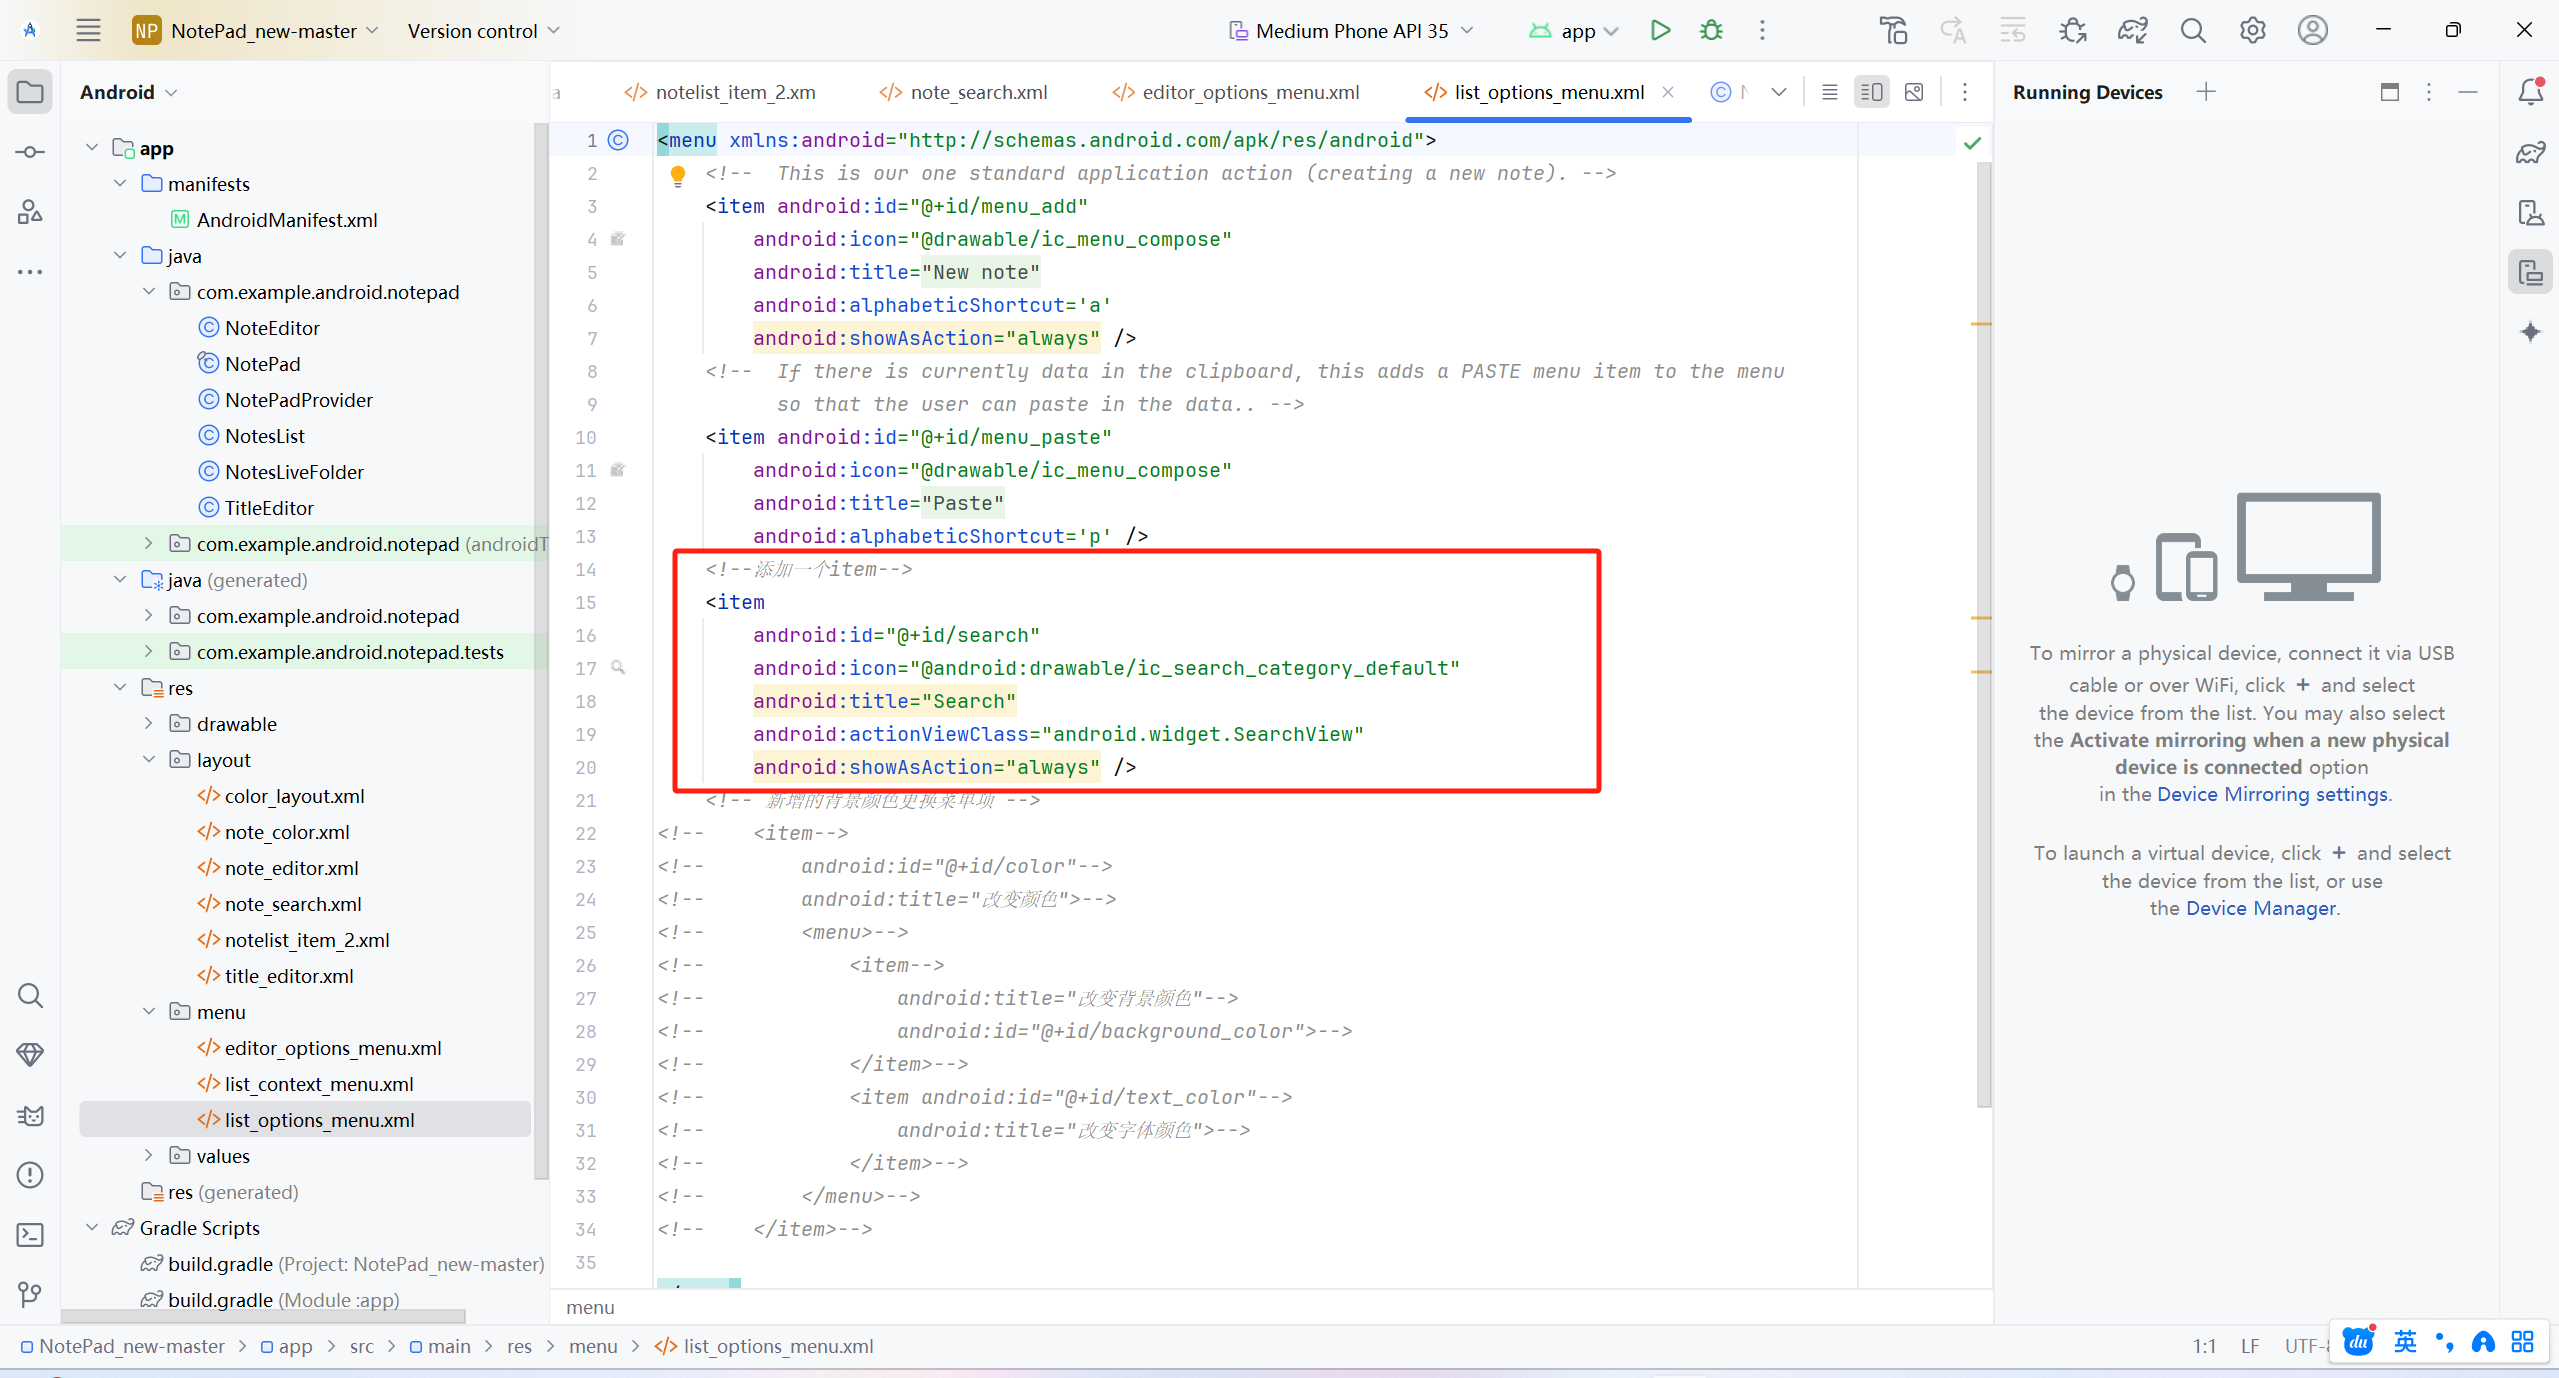 NP NotePad_new-master Version control Medium Phone API 35 app
Android
app
manifests
AndroidManifest.xml
java
com.example.android.notepad
NoteEditor
NotePad
NotePadProvider
NotesList
NotesLiveFolder
TitleEditor
com.example.android.notepad (androidT
java (generated)
com.example.android.notepad
com.example.android.notepad.tests
res
drawable
layout
color_layout.xml
note_color.xml
note_editor.xml
note_search.xml
notelist_item_2.xml
title_editor.xml
menu
editor_options_menu.xml
list_context_menu.xml
list_options_menu.xml
values
res (generated)
Gradle Scripts
build.gradle (Project: NotePad_new-master)
build.gradle (Module :app)
a notelist_item_2.xm note_search.xml editor_options_menu.xml list_options_menu.xml
1 <menu xmlns:android="http://schemas.android.com/apk/res/android">
2 <!-- This is our one standard application action (creating a new note). -->
3 <item android:id="@+id/menu_add"
4 android:icon="@drawable/ic_menu_compose"
5 android:title="New note"
6 android:alphabeticShortcut='a'
7 android:showAsAction="always" />
8 <!-- If there is currently data in the clipboard, this adds a PASTE menu item to the menu
9 so that the user can paste in the data.. -->
10 <item android:id="@+id/menu_paste"
11 android:icon="@drawable/ic_menu_compose"
12 android:title="Paste"
13 android:alphabeticShortcut='p' />
14 <!--添加一个item-->
15 <item
16 android:id="@+id/search"
17 android:icon="@android:drawable/ic_search_category_default"
18 android:title="Search"
19 android:actionViewClass="android.widget.SearchView"
20 android:showAsAction="always" />
21 <!-- 新增的背景颜色更换菜单项 -->
22 <!-- <item-->
23 <!-- android:id="@+id/color"-->
24 <!-- android:title="改变颜色">-->
25 <!-- <menu>-->
26 <!-- <item-->
27 <!-- android:title="改变背景颜色"-->
28 <!-- android:id="@+id/background_color">-->
29 <!-- </item>-->
30 <!-- <item android:id="@+id/text_color"-->
31 <!-- android:title="改变字体颜色">-->
32 <!-- </item>-->
33 <!-- </menu>-->
34 <!-- </item>-->
35
menu
Running Devices
To mirror a physical device, connect it via USB
cable or over WiFi, click + and select
the device from the list. You may also select
the Activate mirroring when a new physical
device is connected option
in the Device Mirroring settings.
To launch a virtual device, click + and select
the device from the list, or use
the Device Manager.
NotePad_new-master > app > src > main > res > menu > list_options_menu.xml 1:1 LF UTF-8
du 英